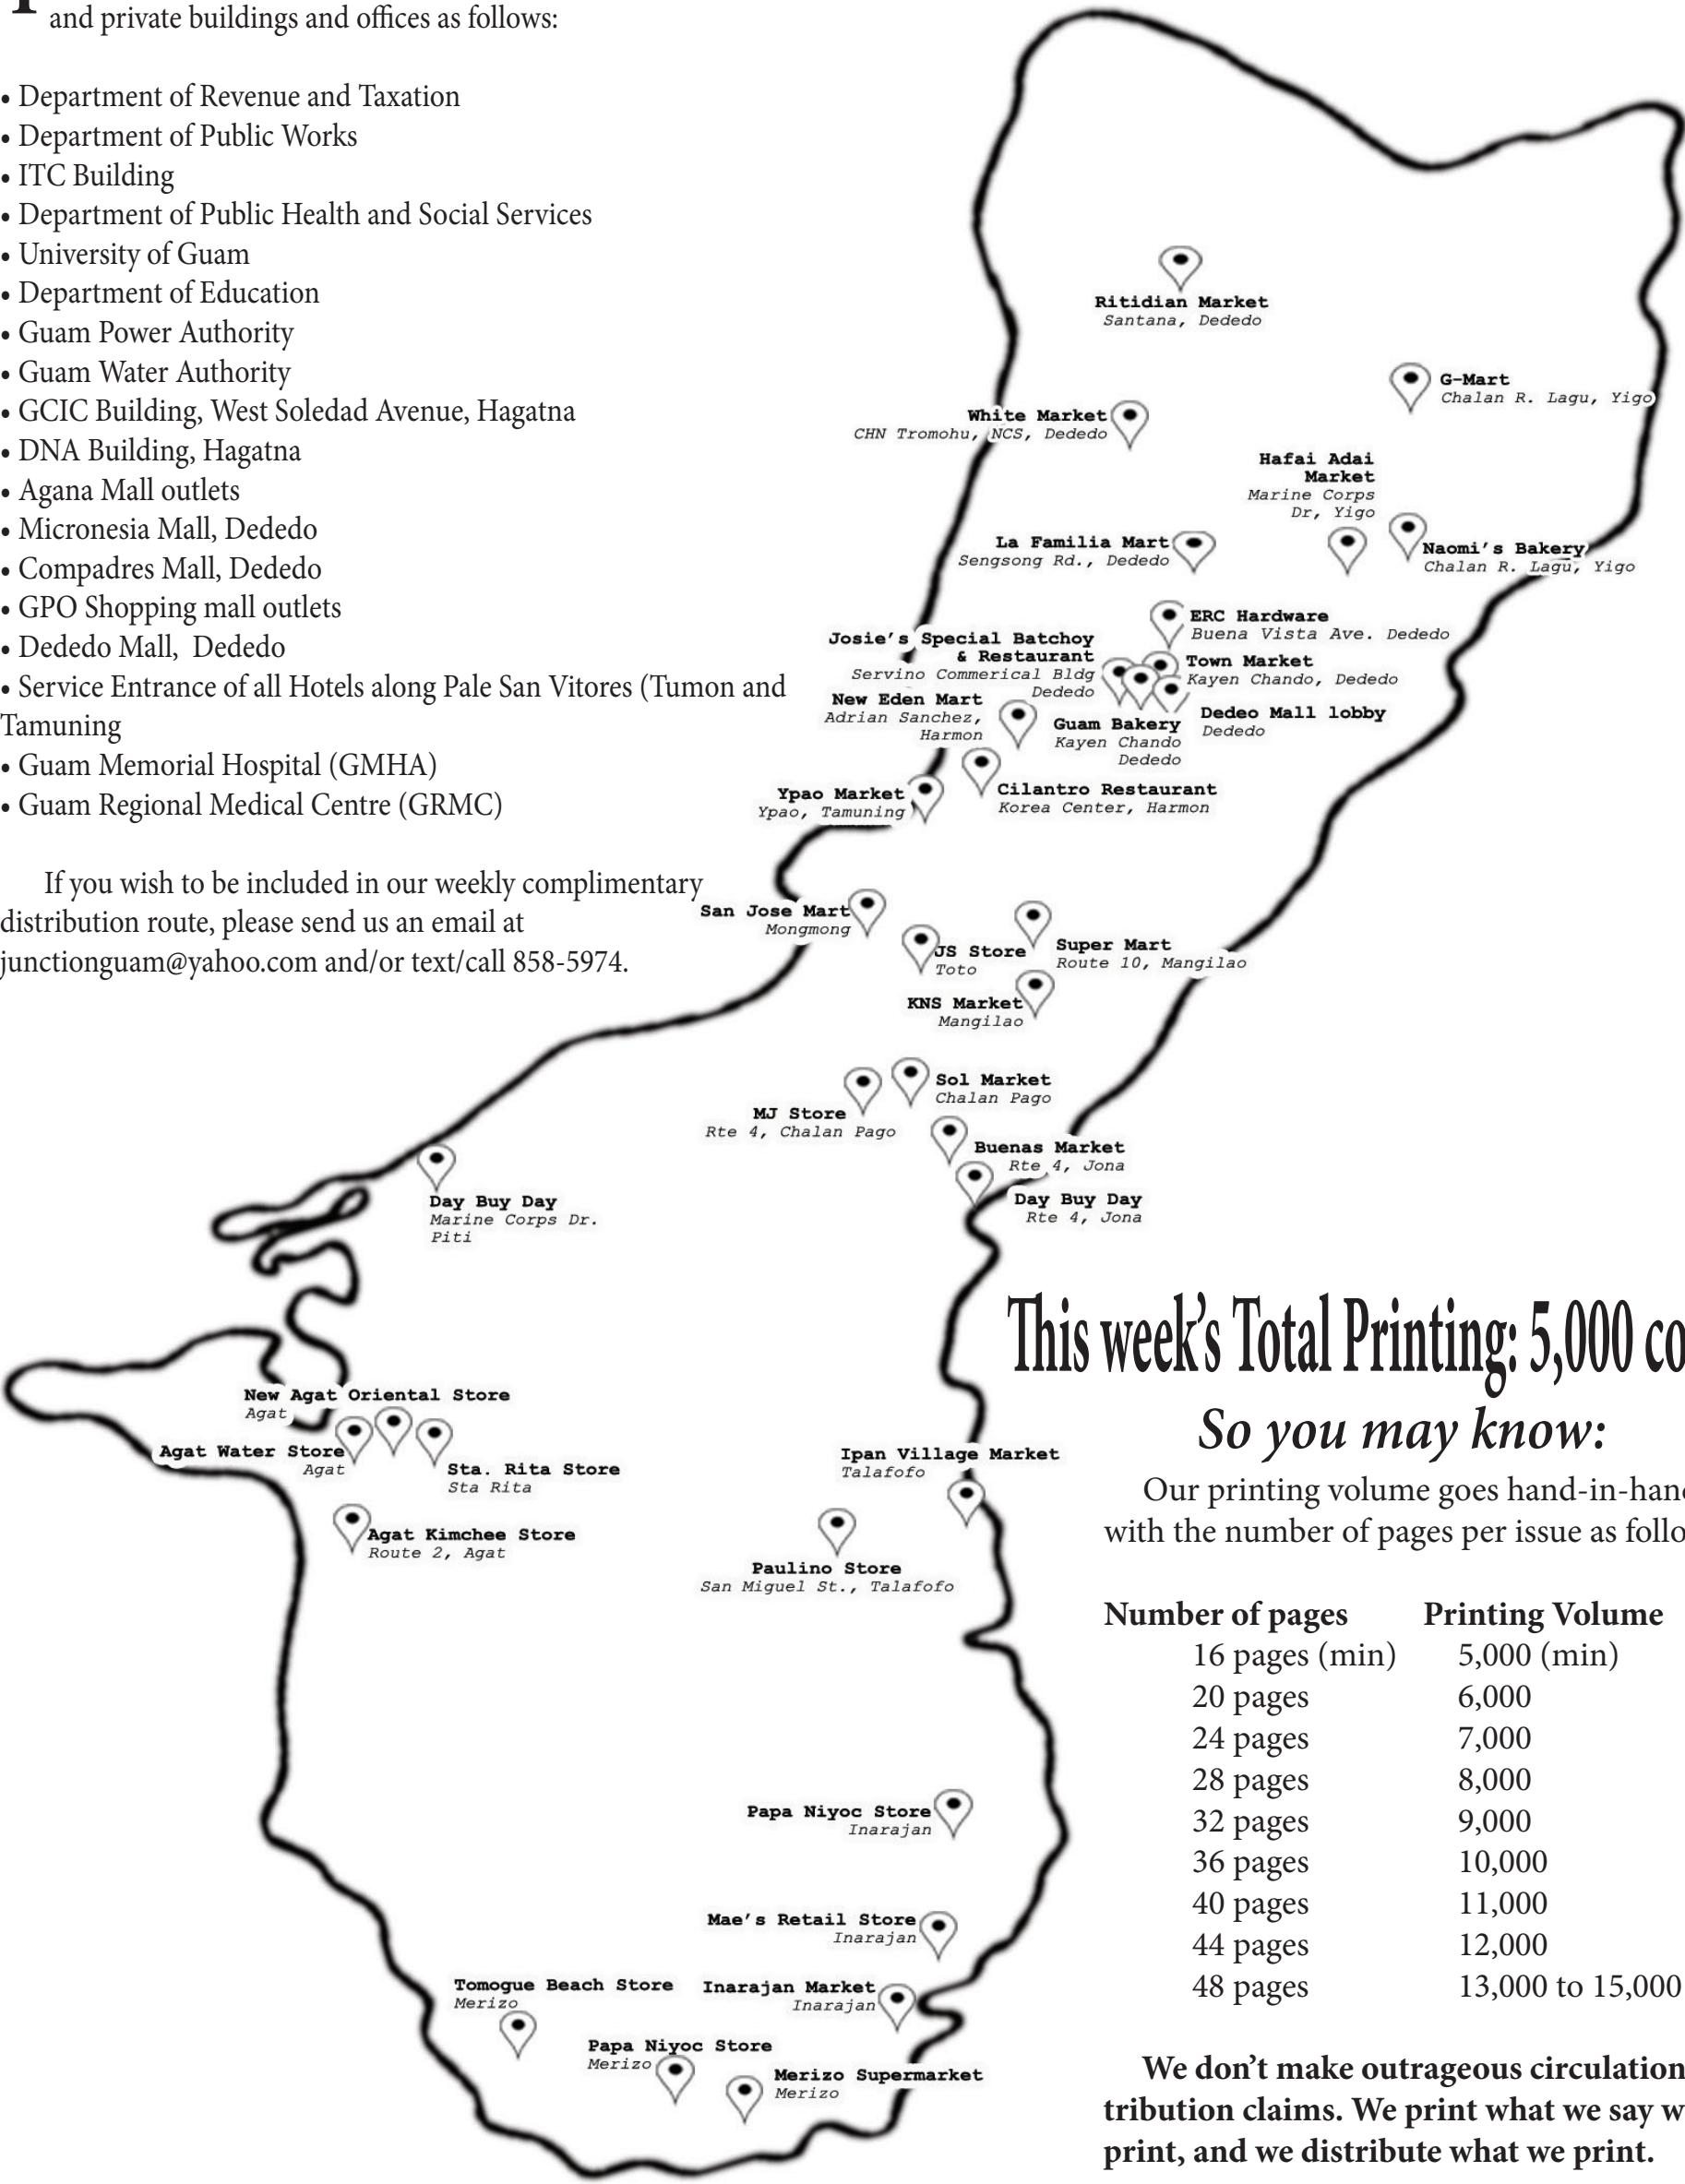 and private buildings and offices as follows:
• Department of Revenue and Taxation
• Department of Public Works
• ITC Building
• Department of Public Health and Social Services
• University of Guam
• Department of Education
• Guam Power Authority
• Guam Water Authority
• GCIC Building, West Soledad Avenue, Hagatna
• DNA Building, Hagatna
• Agana Mall outlets
• Micronesia Mall, Dededo
• Compadres Mall, Dededo
• GPO Shopping mall outlets
• Dededo Mall, Dededo
• Service Entrance of all Hotels along Pale San Vitores (Tumon and
Tamuning
• Guam Memorial Hospital (GMHA)
• Guam Regional Medical Centre (GRMC)
If you wish to be included in our weekly complimentary
distribution route, please send us an email at
junctionguam@yahoo.com and/or text/call 858-5974.
Ritidian Market
Santana, Dededo
G-Mart
Chalan R. Lagu, Yigo
White Market
CHN Tromohu, NCS, Dededo
Hafai Adai
Market
Marine Corps
Dr, Yigo
La Familia Mart
Sengsong Rd., Dededo
Naomi's Bakery
Chalan R. Lagu, Yigo
ERC Hardware
Buena Vista Ave. Dededo
Josie's Special Batchoy
& Restaurant
Servino Commerical Bldg
Dededo
Town Market
Kayen Chando, Dededo
New Eden Mart
Adrian Sanchez,
Harmon
Guam Bakery
Kayen Chando
Dededo
Dedeo Mall lobby
Dededo
Ypao Market
Ypao, Tamuning
Cilantro Restaurant
Korea Center, Harmon
San Jose Mart
Mongmong
JS Store
Toto
Super Mart
Route 10, Mangilao
KNS Market
Mangilao
Sol Market
Chalan Pago
MJ Store
Rte 4, Chalan Pago
Buenas Market
Rte 4, Jona
Day Buy Day
Rte 4, Jona
Day Buy Day
Marine Corps Dr.
Piti
New Agat Oriental Store
Agat
Agat Water Store
Agat
Sta. Rita Store
Sta Rita
Agat Kimchee Store
Route 2, Agat
Ipan Village Market
Talafofo
Paulino Store
San Miguel St., Talafofo
Papa Niyoc Store
Inarajan
Mae's Retail Store
Inarajan
Tomogue Beach Store
Merizo
Inarajan Market
Inarajan
Papa Niyoc Store
Merizo
Merizo Supermarket
Merizo
This week's Total Printing: 5,000 co
So you may know:
Our printing volume goes hand-in-han
with the number of pages per issue as follo
Number of pages Printing Volume
16 pages (min) 5,000 (min)
20 pages 6,000
24 pages 7,000
28 pages 8,000
32 pages 9,000
36 pages 10,000
40 pages 11,000
44 pages 12,000
48 pages 13,000 to 15,000
We don't make outrageous circulation
tribution claims. We print what we say w
print, and we distribute what we print.